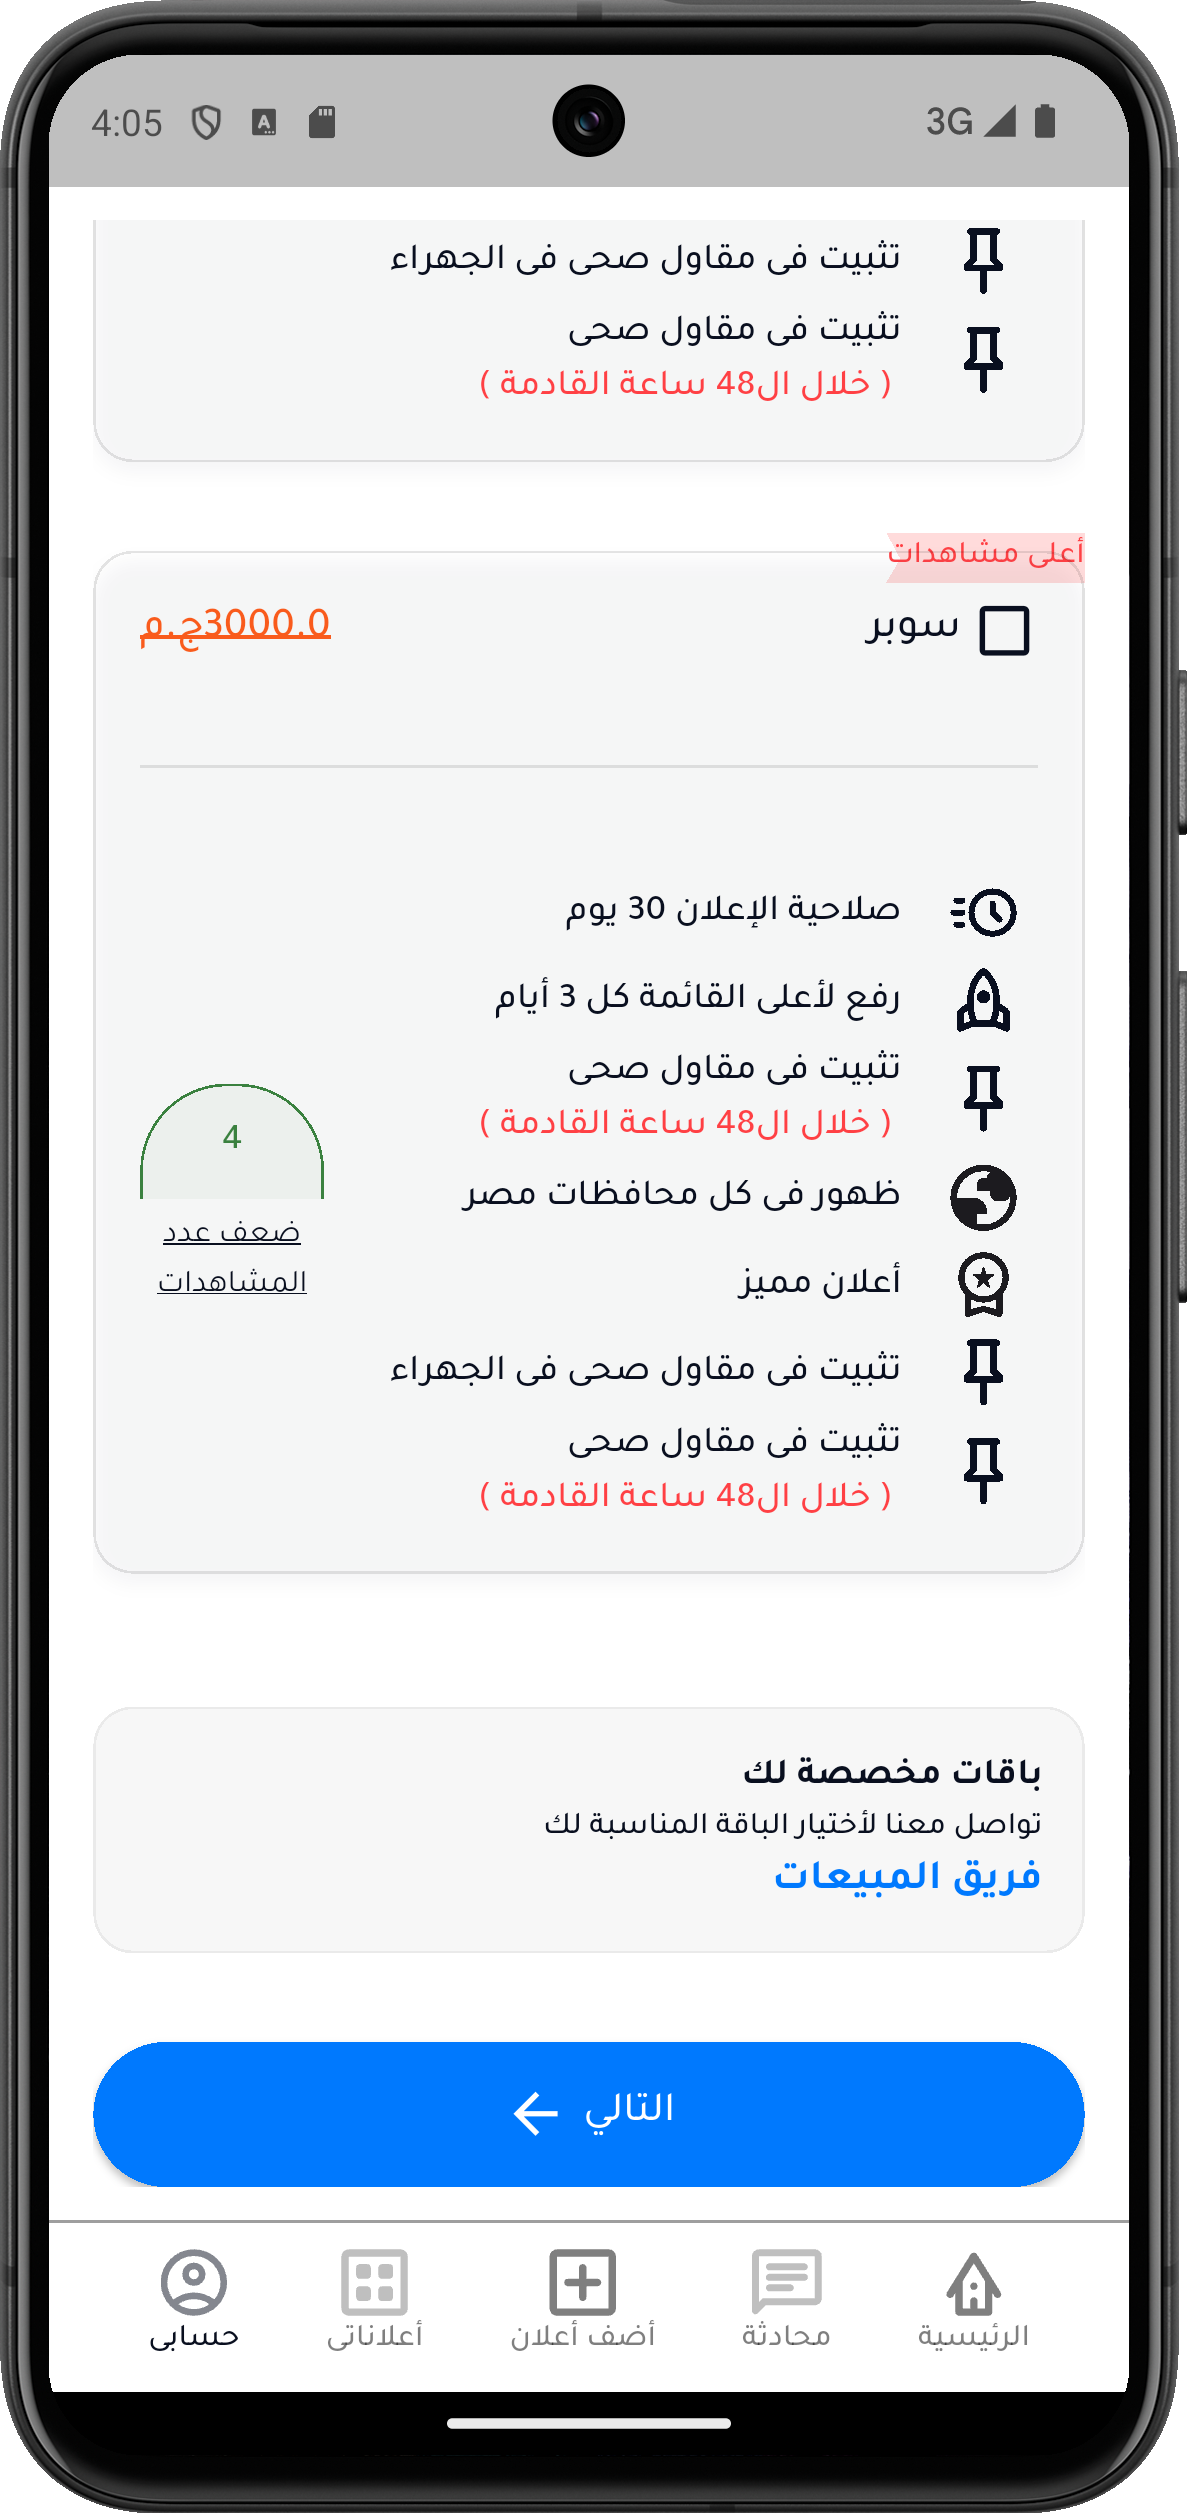 4:05
3G
تثبيت فى مقاول صحى فى الجهراء
تثبيت فى مقاول صحى
( خلال ال48 ساعة القادمة )
أعلى مشاهدات
سوبر
3000.0ج.م
صلاحية الإعلان 30 يوم
رفع لأعلى القائمة كل 3 أيام
تثبيت فى مقاول صحى
( خلال ال48 ساعة القادمة )
ظهور فى كل محافظات مصر
أعلان مميز
تثبيت فى مقاول صحى فى الجهراء
تثبيت فى مقاول صحى
( خلال ال48 ساعة القادمة )
4
ضعف عدد
المشاهدات
باقات مخصصة لك
تواصل معنا لأختيار الباقة المناسبة لك
فريق المبيعات
التالي
الرئيسية
محادثة
أضف أعلان
أعلاناتى
حسابى